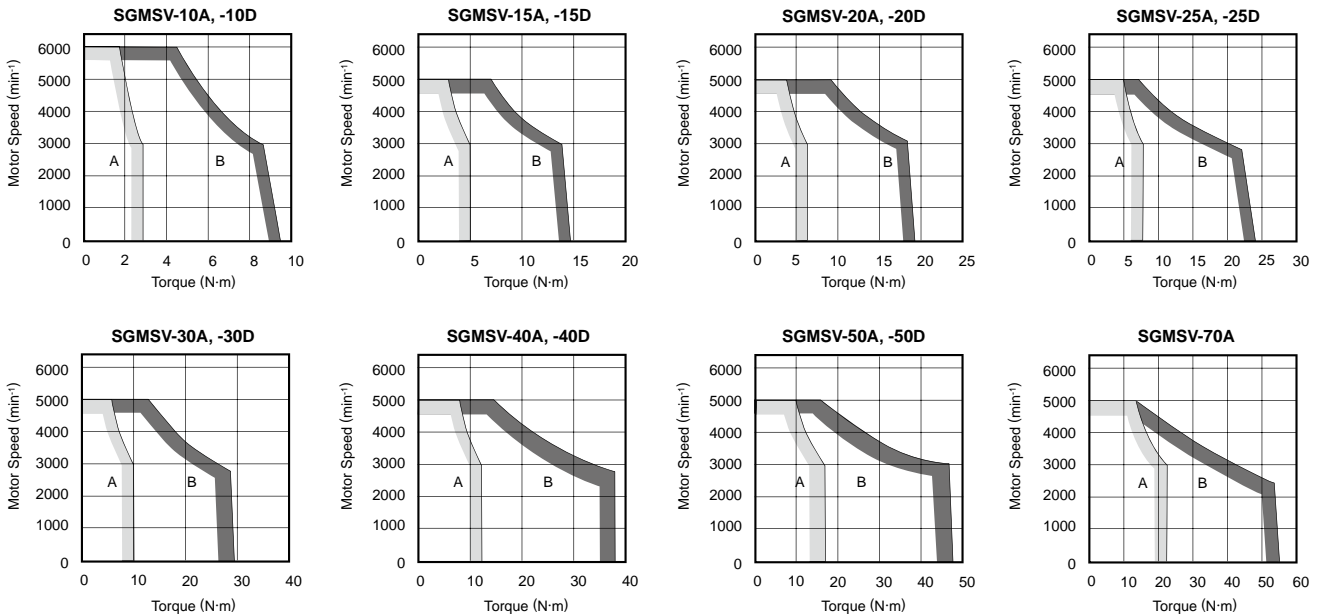 SGMSV-10A, -10D
Motor Speed (min-1)
6000
5000
4000
3000
2000
1000
0
A
B
0 2 4 6 8 10
Torque (N·m)
SGMSV-15A, -15D
Motor Speed (min-1)
6000
5000
4000
3000
2000
1000
0
A
B
0 5 10 15 20
Torque (N·m)
SGMSV-20A, -20D
Motor Speed (min-1)
6000
5000
4000
3000
2000
1000
0
A
B
0 5 10 15 20 25
Torque (N·m)
SGMSV-25A, -25D
Motor Speed (min-1)
6000
5000
4000
3000
2000
1000
0
A
B
0 5 10 15 20 25 30
Torque (N·m)
SGMSV-30A, -30D
Motor Speed (min-1)
6000
5000
4000
3000
2000
1000
0
A
B
0 10 20 30 40
Torque (N·m)
SGMSV-40A, -40D
Motor Speed (min-1)
6000
5000
4000
3000
2000
1000
0
A
B
0 10 20 30 40
Torque (N·m)
SGMSV-50A, -50D
Motor Speed (min-1)
6000
5000
4000
3000
2000
1000
0
A
B
0 10 20 30 40 50
Torque (N·m)
SGMSV-70A
Motor Speed (min-1)
6000
5000
4000
3000
2000
1000
0
A
B
0 10 20 30 40 50 60
Torque (N·m)